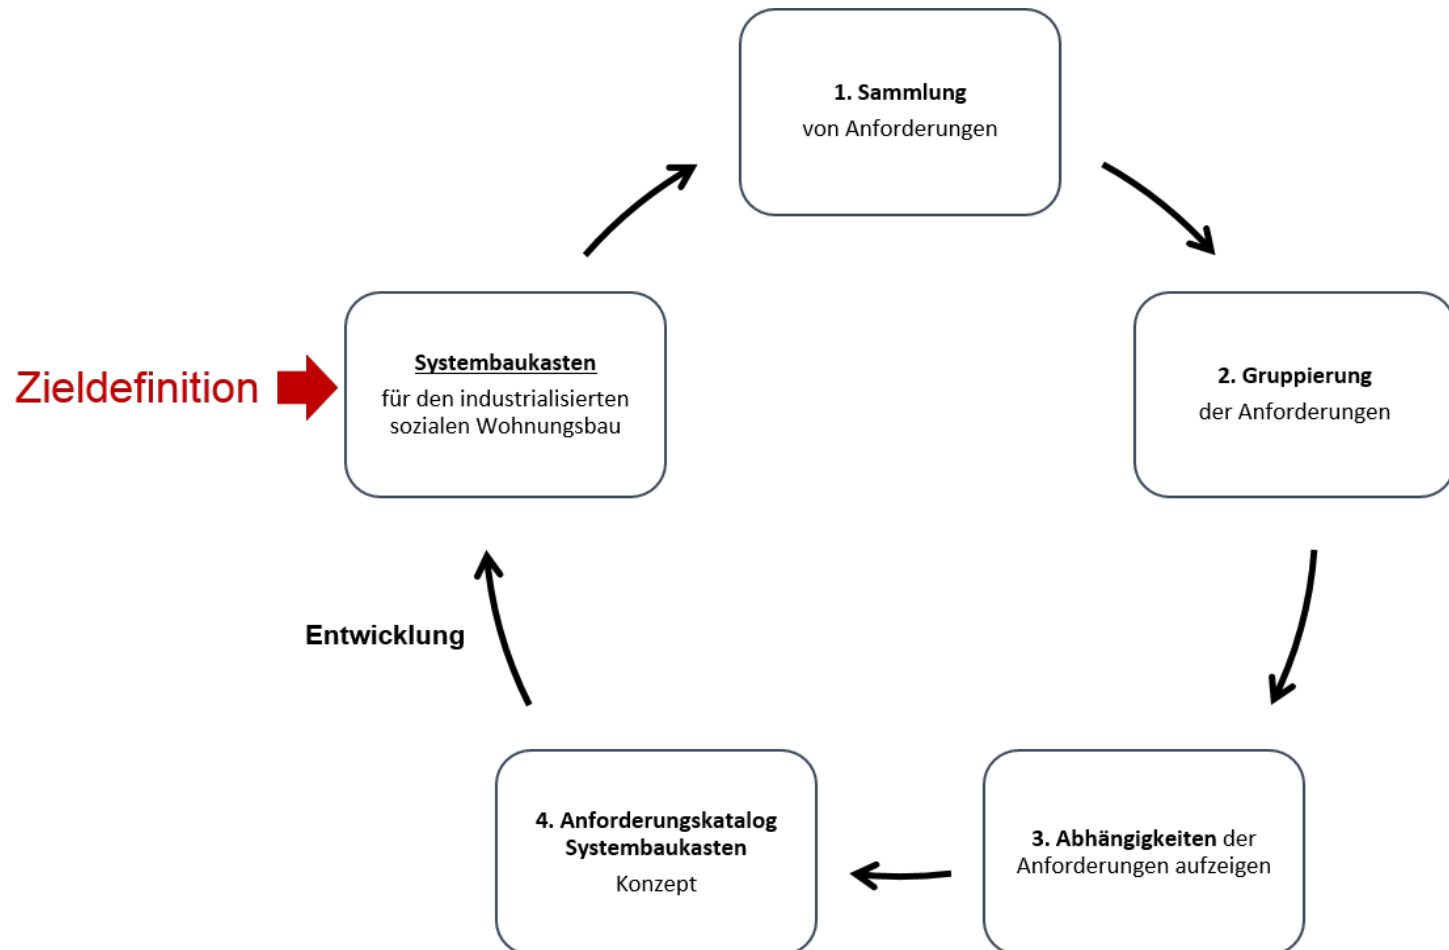 1. Sammlung
von Anforderungen
Zieldefinition
Systembaukasten
für den industrialisierten
sozialen Wohnungsbau
2. Gruppierung
der Anforderungen
Entwicklung
4. Anforderungskatalog
Systembaukasten
Konzept
3. Abhängigkeiten der
Anforderungen aufzeigen